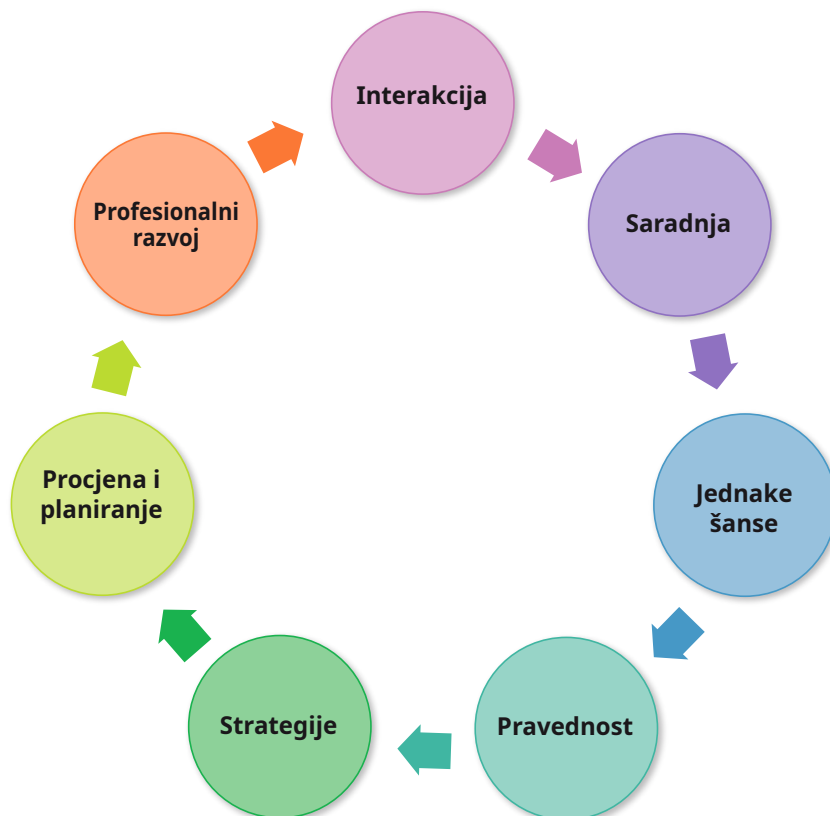 Interakcija
Saradnja
Jednake
šanse
Pravednost
Strategije
Procjena i
planiranje
Profesionalni
razvoj